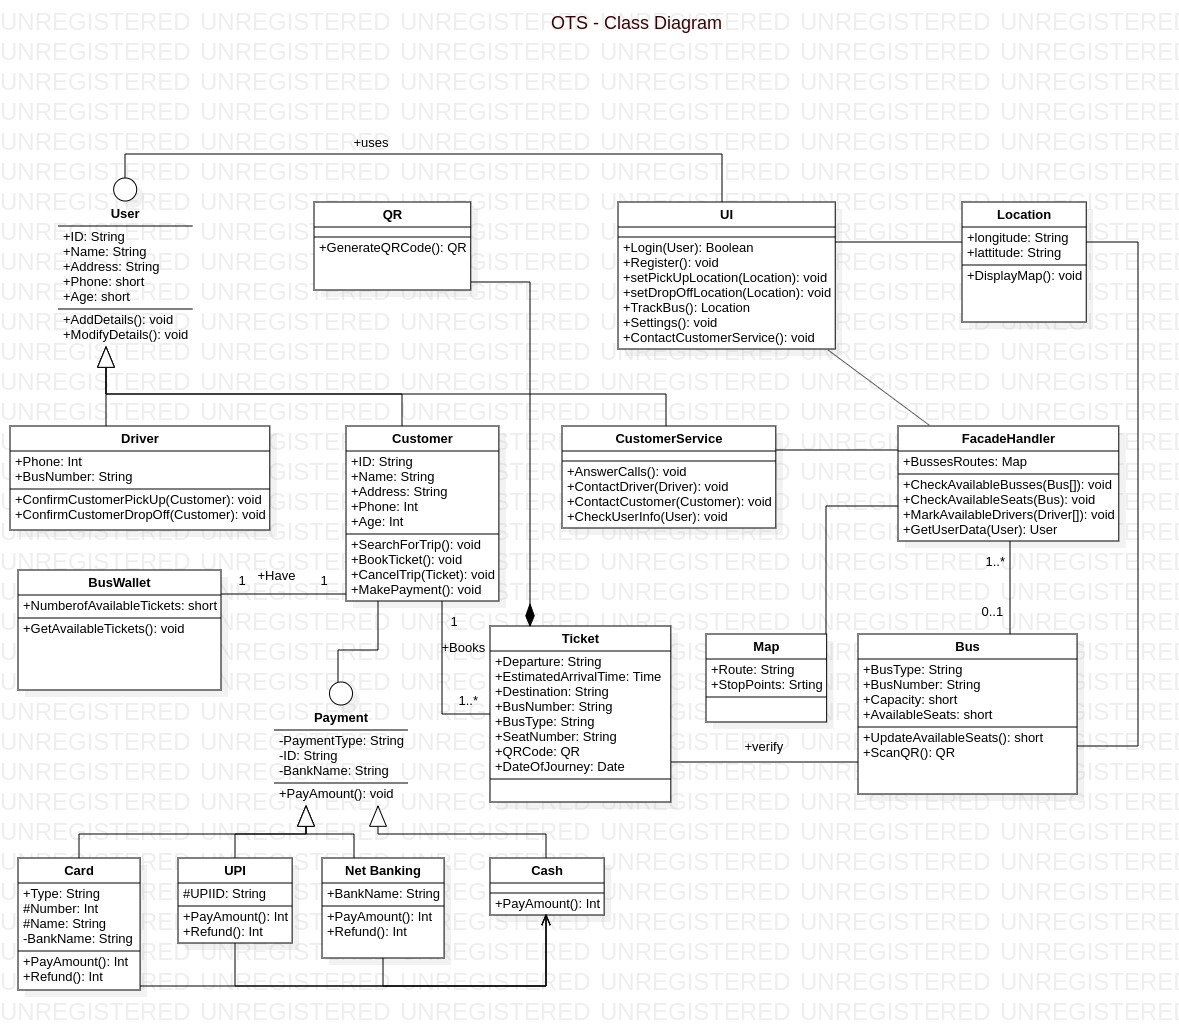 OTS - Class Diagram
+uses
User
+ID: String
+Name: String
+Address: String
+Phone: short
+Age: short
+AddDetails(): void
+ModifyDetails(): void
QR
+GenerateQRCode(): QR
UI
+Login(User): Boolean
+Register(): void
+setPickUpLocation(Location): void
+setDropOffLocation(Location): void
+TrackBus(): Location
+Settings(): void
+ContactCustomerService(): void
Location
+longitude: String
+lattitude: String
+DisplayMap(): void
Driver
+Phone: Int
+BusNumber: String
+ConfirmCustomerPickUp(Customer): void
+ConfirmCustomerDropOff(Customer): void
Customer
+ID: String
+Name: String
+Address: String
+Phone: Int
+Age: Int
+SearchForTrip(): void
+BookTicket(): void
+CancelTrip(Ticket): void
+MakePayment(): void
CustomerService
+AnswerCalls(): void
+ContactDriver(Driver): void
+ContactCustomer(Customer): void
+CheckUserInfo(User): void
FacadeHandler
+BussesRoutes: Map
+CheckAvailableBusses(Bus[]): void
+CheckAvailableSeats(Bus): void
+MarkAvailableDrivers(Driver[]): void
+GetUserData(User): User
1..*
0..1
BusWallet
+NumberofAvailableTickets: short
+GetAvailableTickets(): void
1 +Have 1
1
+Books
1..*
Ticket
+Departure: String
+EstimatedArrivalTime: Time
+Destination: String
+BusNumber: String
+BusType: String
+SeatNumber: String
+QRCode: QR
+DateOfJourney: Date
Map
+Route: String
+StopPoints: Srting
+verify
Bus
+BusType: String
+BusNumber: String
+Capacity: short
+AvailableSeats: short
+UpdateAvailableSeats(): short
+ScanQR(): QR
Payment
-PaymentType: String
-ID: String
-BankName: String
+PayAmount(): void
Card
+Type: String
#Number: Int
#Name: String
-BankName: String
+PayAmount(): Int
+Refund(): Int
UPI
#UPIID: String
+PayAmount(): Int
+Refund(): Int
Net Banking
+BankName: String
+PayAmount(): Int
+Refund(): Int
Cash
+PayAmount(): Int
UNREGISTERED